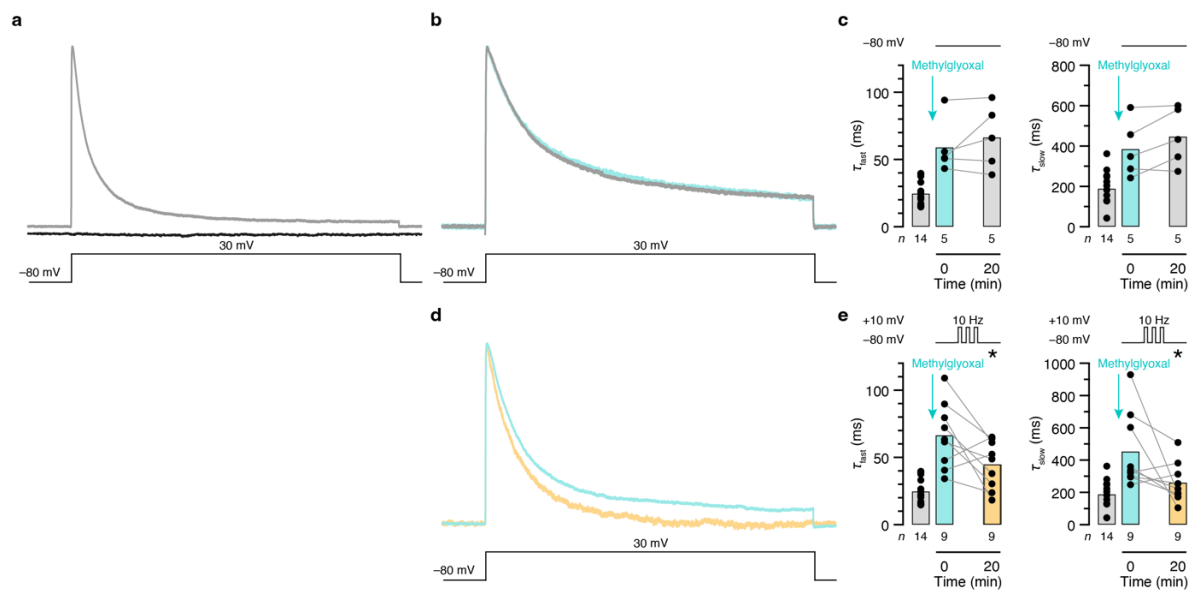 a
30 mV
–80 mV
b
30 mV
c
–80 mV
Methylglyoxal
τfast (ms)
100
50
0
n 14 5 5
0 20
Time (min)
–80 mV
Methylglyoxal
τslow (ms)
800
600
400
200
0
n 14 5 5
0 20
Time (min)
d
30 mV
–80 mV
e
+10 mV
10 Hz
–80 mV
*
Methylglyoxal
τfast (ms)
100
50
0
n 14 9 9
0 20
Time (min)
+10 mV
10 Hz
–80 mV
*
Methylglyoxal
τslow (ms)
1000
800
600
400
200
0
n 14 9 9
0 20
Time (min)